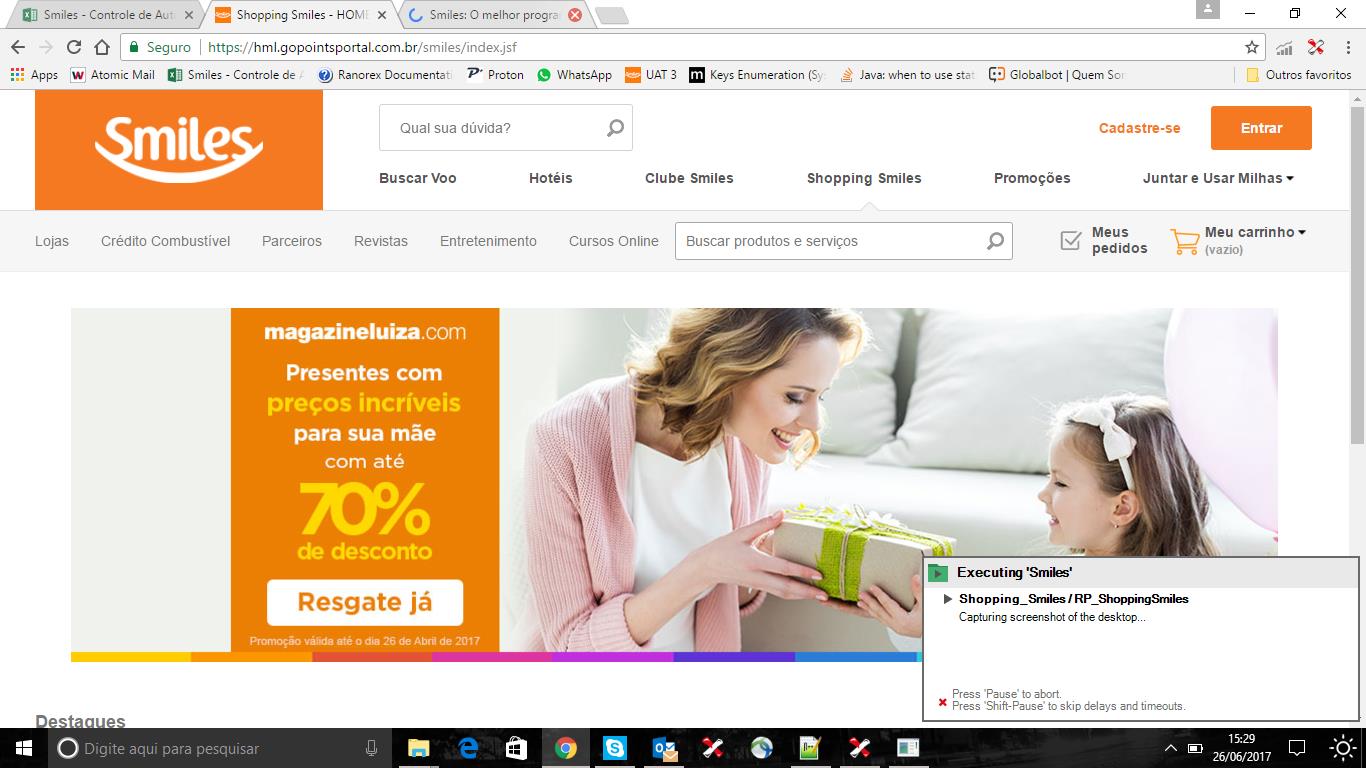 Smiles - Controle de Aut
Shopping Smiles - HOME
Smiles: O melhor progra
Seguro
https://hml.gopointsportal.com.br/smiles/index.jsf
Apps
Atomic Mail
Smiles - Controle de A
Ranorex Documentati
Proton
WhatsApp
UAT 3
Keys Enumeration (Sys
Java: when to use stat
Globalbot | Quem Som
Outros favoritos
Smiles
Qual sua dúvida?
Cadastre-se
Entrar
Buscar Voo
Hotéis
Clube Smiles
Shopping Smiles
Promoções
Juntar e Usar Milhas
Lojas
Crédito Combustível
Parceiros
Revistas
Entretenimento
Cursos Online
Buscar produtos e serviços
Meus
pedidos
Meu carrinho
(vazio)
magazineluiza.com
Presentes com
preços incríveis
para sua mãe
com até
70%
de desconto
Resgate já
Promoção válida até o dia 26 de Abril de 2017
Executing 'Smiles'
Shopping_Smiles / RP_ShoppingSmiles
Capturing screenshot of the desktop...
Press 'Pause' to abort.
Press 'Shift-Pause' to skip delays and timeouts.
Destaques
Digite aqui para pesquisar
15:29
26/06/2017